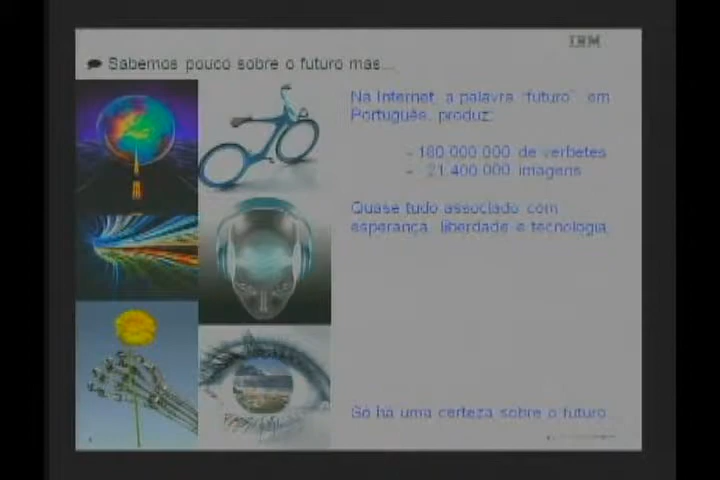 IBM
Sabemos pouco sobre o futuro mas...
Na Internet, a palavra "futuro", em
Português, produz:
- 180.000.000 de verbetes
- 21.400.000 imagens
Quase tudo associado com
esperança, liberdade e tecnologia
Só há uma certeza sobre o futuro...